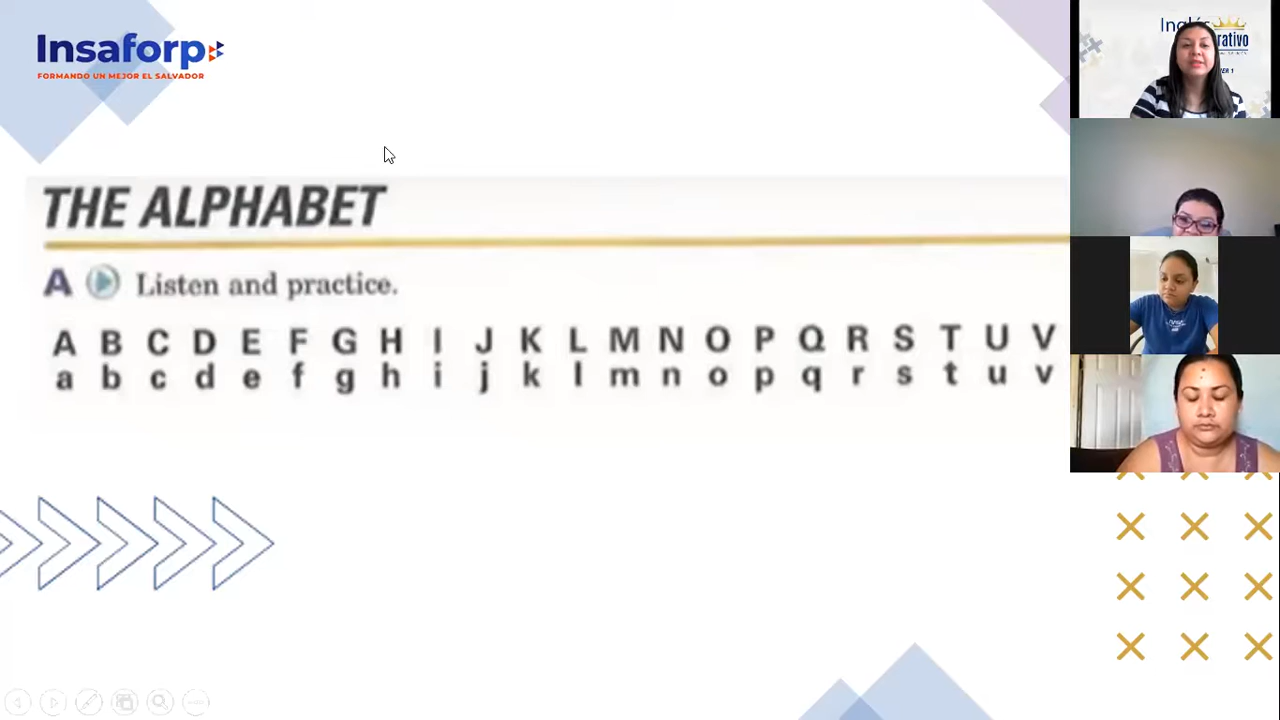 Insaforp
FORMANDO UN MEJOR EL SALVADOR
THE ALPHABET
A Listen and practice.
A B C D E F G H I J K L M N O P Q R S T U V
a b c d e f g h i j k l m n o p q r s t u v